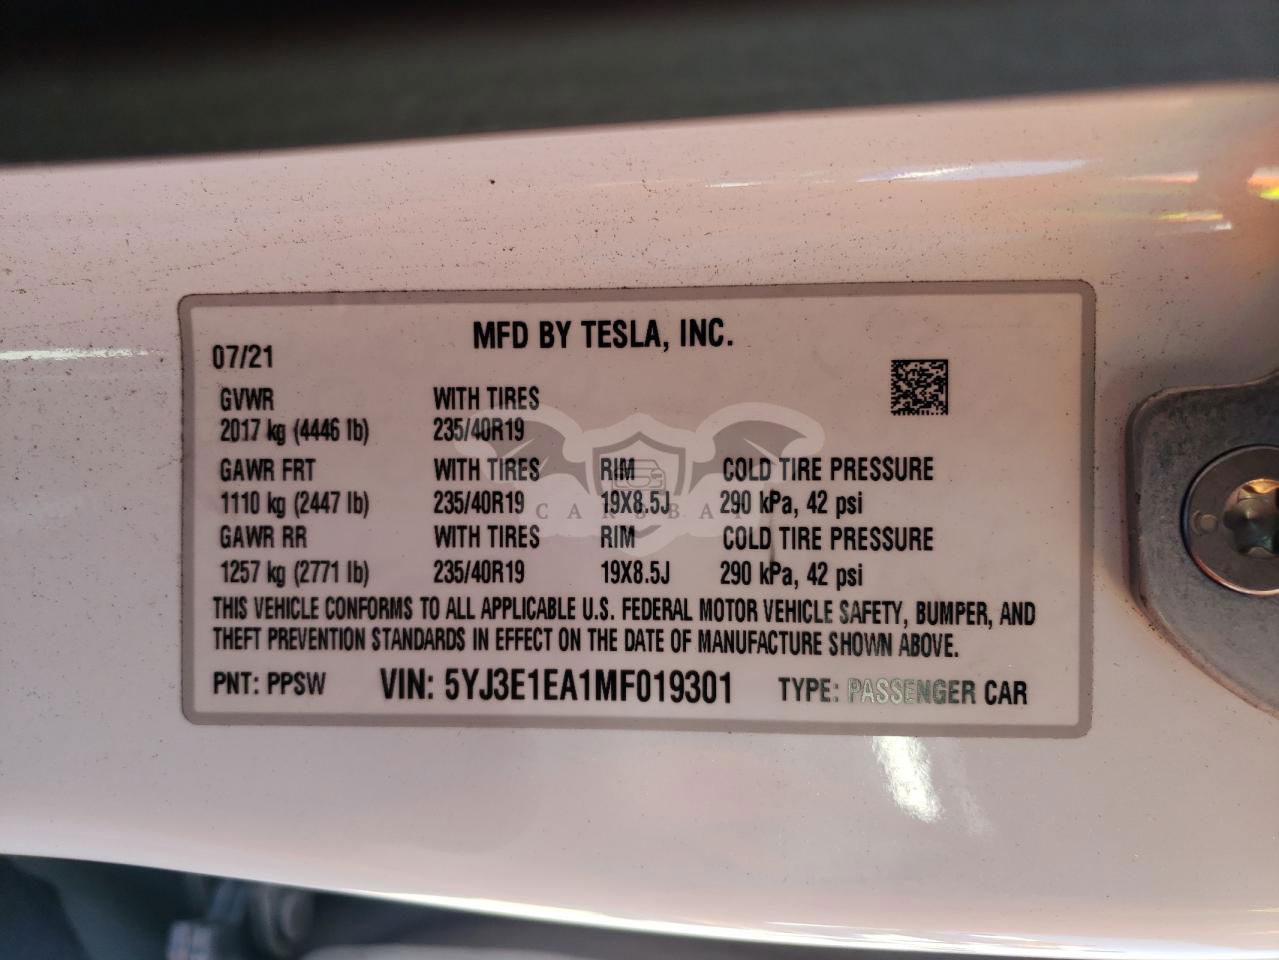 MFD BY TESLA, INC.
07/21
GVWR WITH TIRES
2017 kg (4446 lb) 235/40R19
GAWR FRT WITH TIRES RIM COLD TIRE PRESSURE
1110 kg (2447 lb) 235/40R19 19X8.5J 290 kPa, 42 psi
GAWR RR WITH TIRES RIM COLD TIRE PRESSURE
1257 kg (2771 lb) 235/40R19 19X8.5J 290 kPa, 42 psi
THIS VEHICLE CONFORMS TO ALL APPLICABLE U.S. FEDERAL MOTOR VEHICLE SAFETY, BUMPER, AND
THEFT PREVENTION STANDARDS IN EFFECT ON THE DATE OF MANUFACTURE SHOWN ABOVE.
PNT: PPSW VIN: 5YJ3E1EA1MF019301 TYPE: PASSENGER CAR